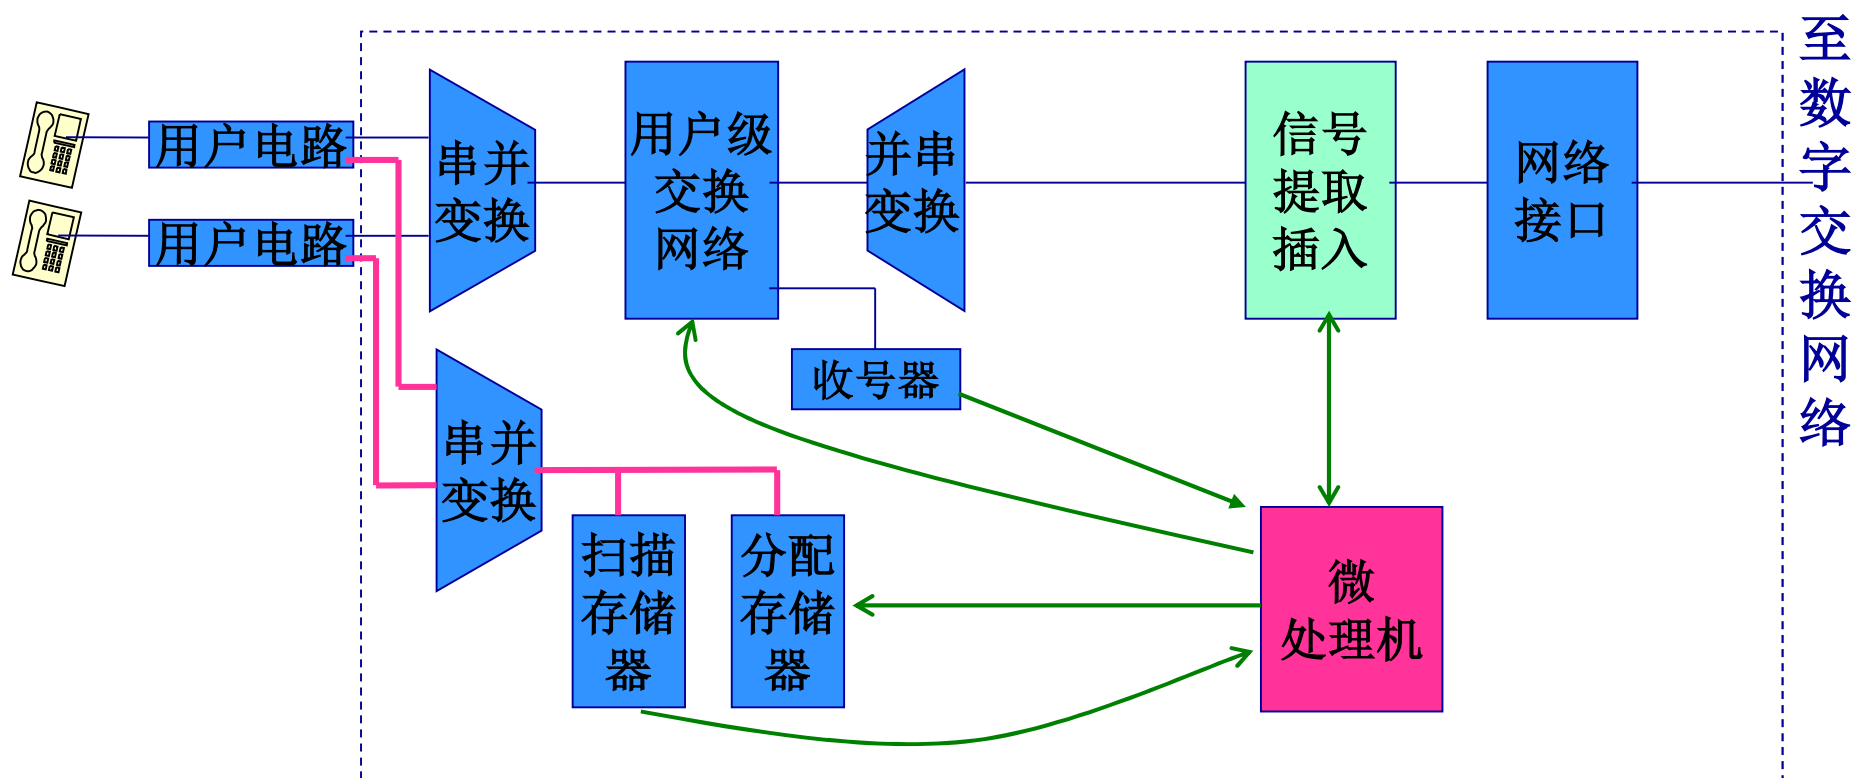 用户电路
用户电路
串并
变换
用户级
交换
网络
并串
变换
信号
提取
插入
网络
接口
至数字交换网络
收号器
串并
变换
扫描
存储
器
分配
存储
器
微
处理机